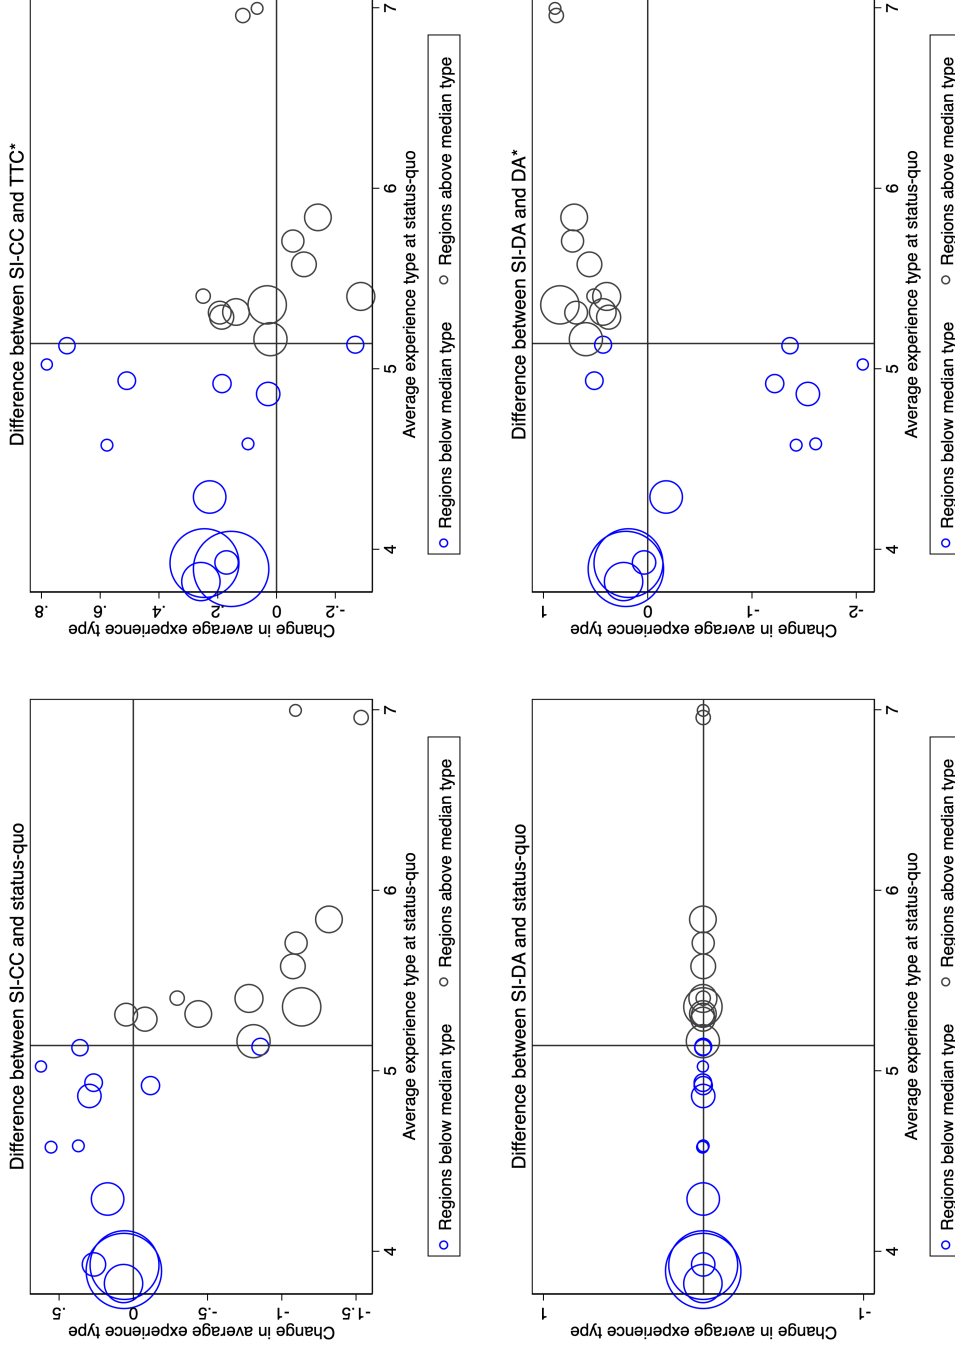 Difference between SI-CC and status-quo
Change in average experience type
.5
0
-.5
-1
-1.5
4 5 6 7
Average experience type at status-quo
Regions below median type Regions above median type
Difference between SI-CC and TTC*
Change in average experience type
.8
.6
.4
.2
0
-.2
4 5 6 7
Average experience type at status-quo
Regions below median type Regions above median type
Difference between SI-DA and status-quo
Change in average experience type
1
-1
4 5 6 7
Average experience type at status-quo
Regions below median type Regions above median type
Difference between SI-DA and DA*
Change in average experience type
1
0
-1
-2
4 5 6 7
Average experience type at status-quo
Regions below median type Regions above median type